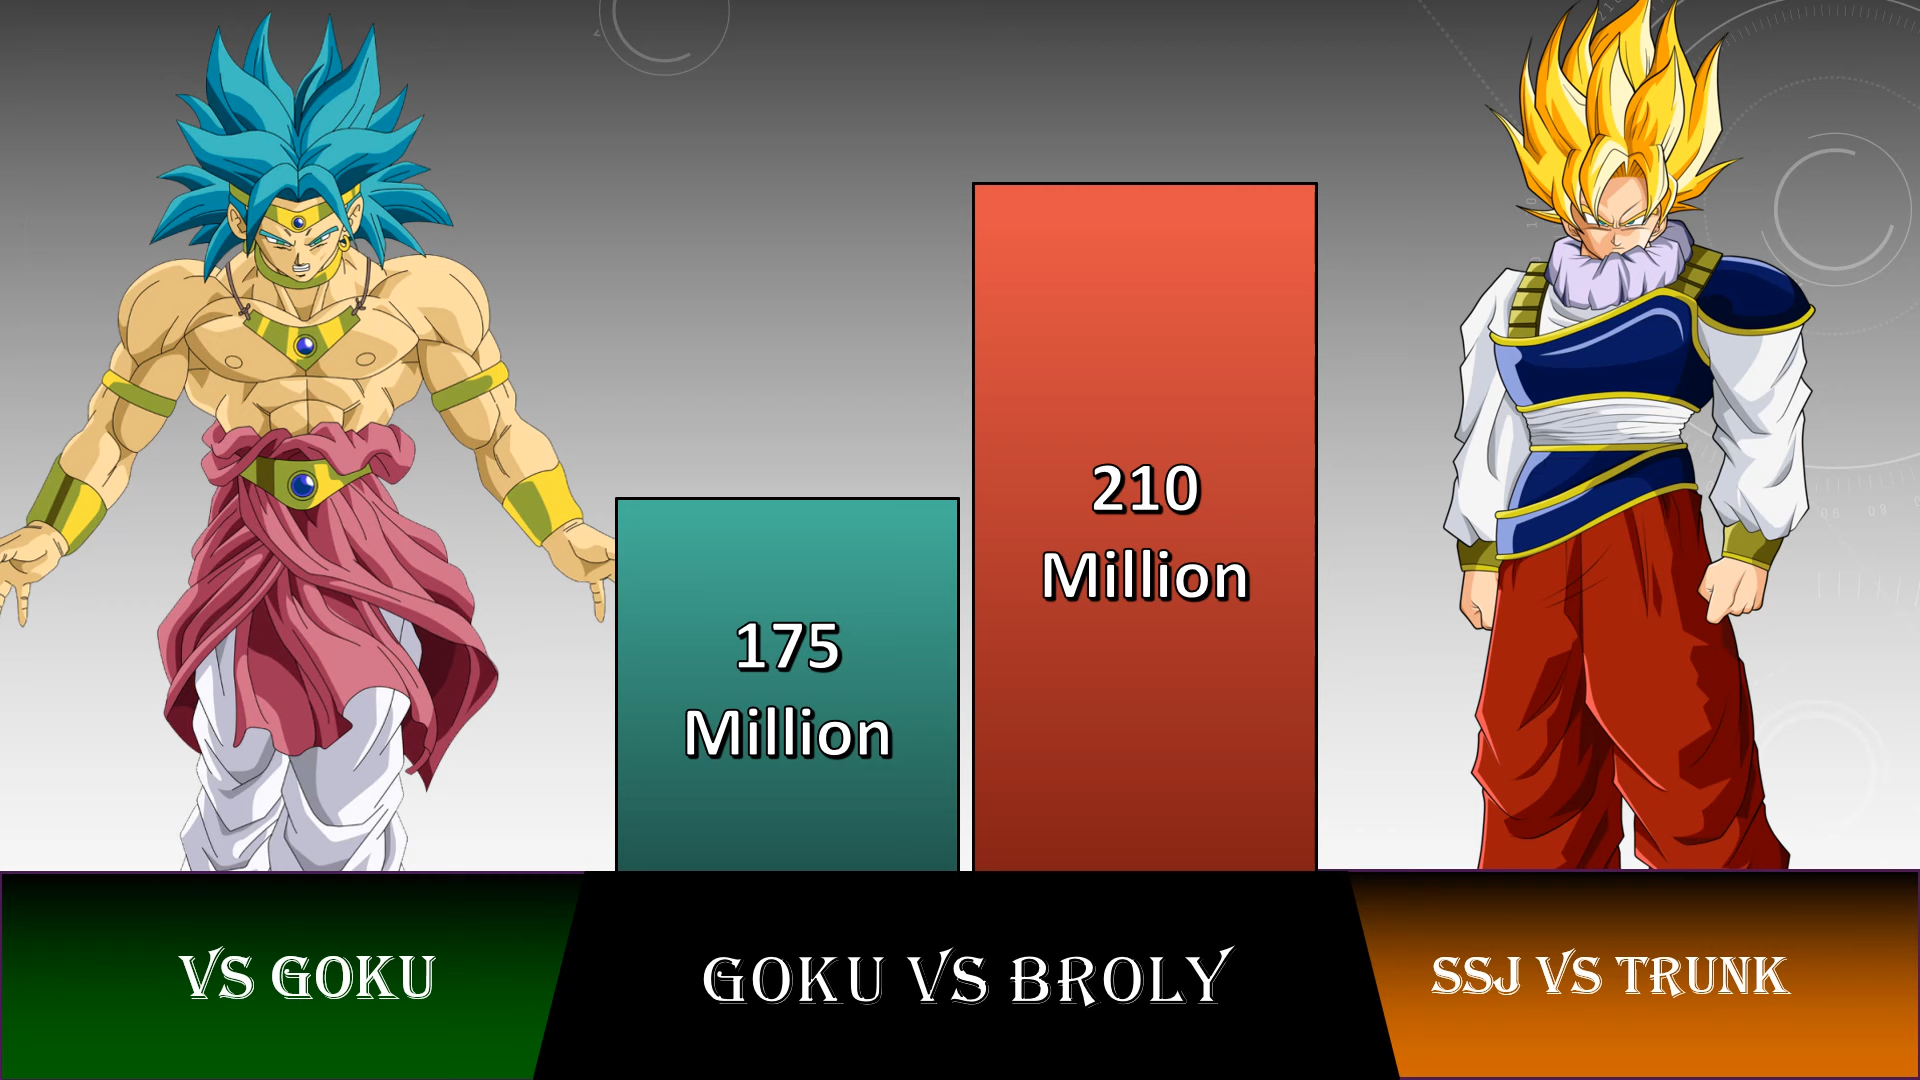 175
Million
210
Million
VS GOKU
GOKU VS BROLY
SSJ VS TRUNK